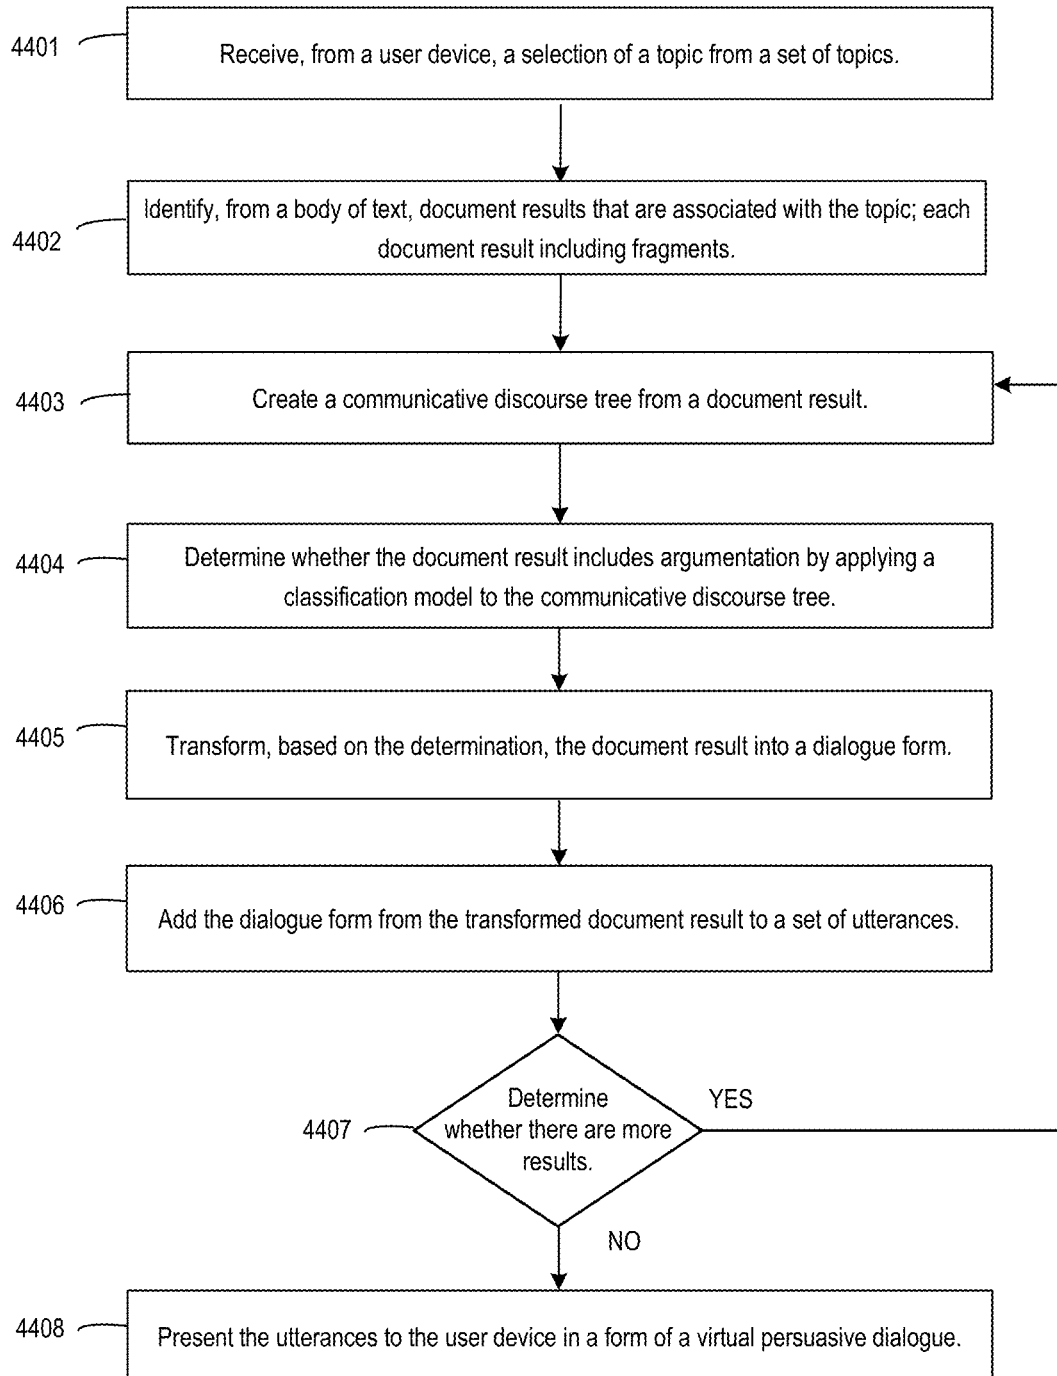 4401
Receive, from a user device, a selection of a topic from a set of topics.
4402
Identify, from a body of text, document results that are associated with the topic; each
document result including fragments.
4403
Create a communicative discourse tree from a document result.
4404
Determine whether the document result includes argumentation by applying a
classification model to the communicative discourse tree.
4405
Transform, based on the determination, the document result into a dialogue form.
4406
Add the dialogue form from the transformed document result to a set of utterances.
4407
Determine
whether there are more
results.
YES
NO
4408
Present the utterances to the user device in a form of a virtual persuasive dialogue.